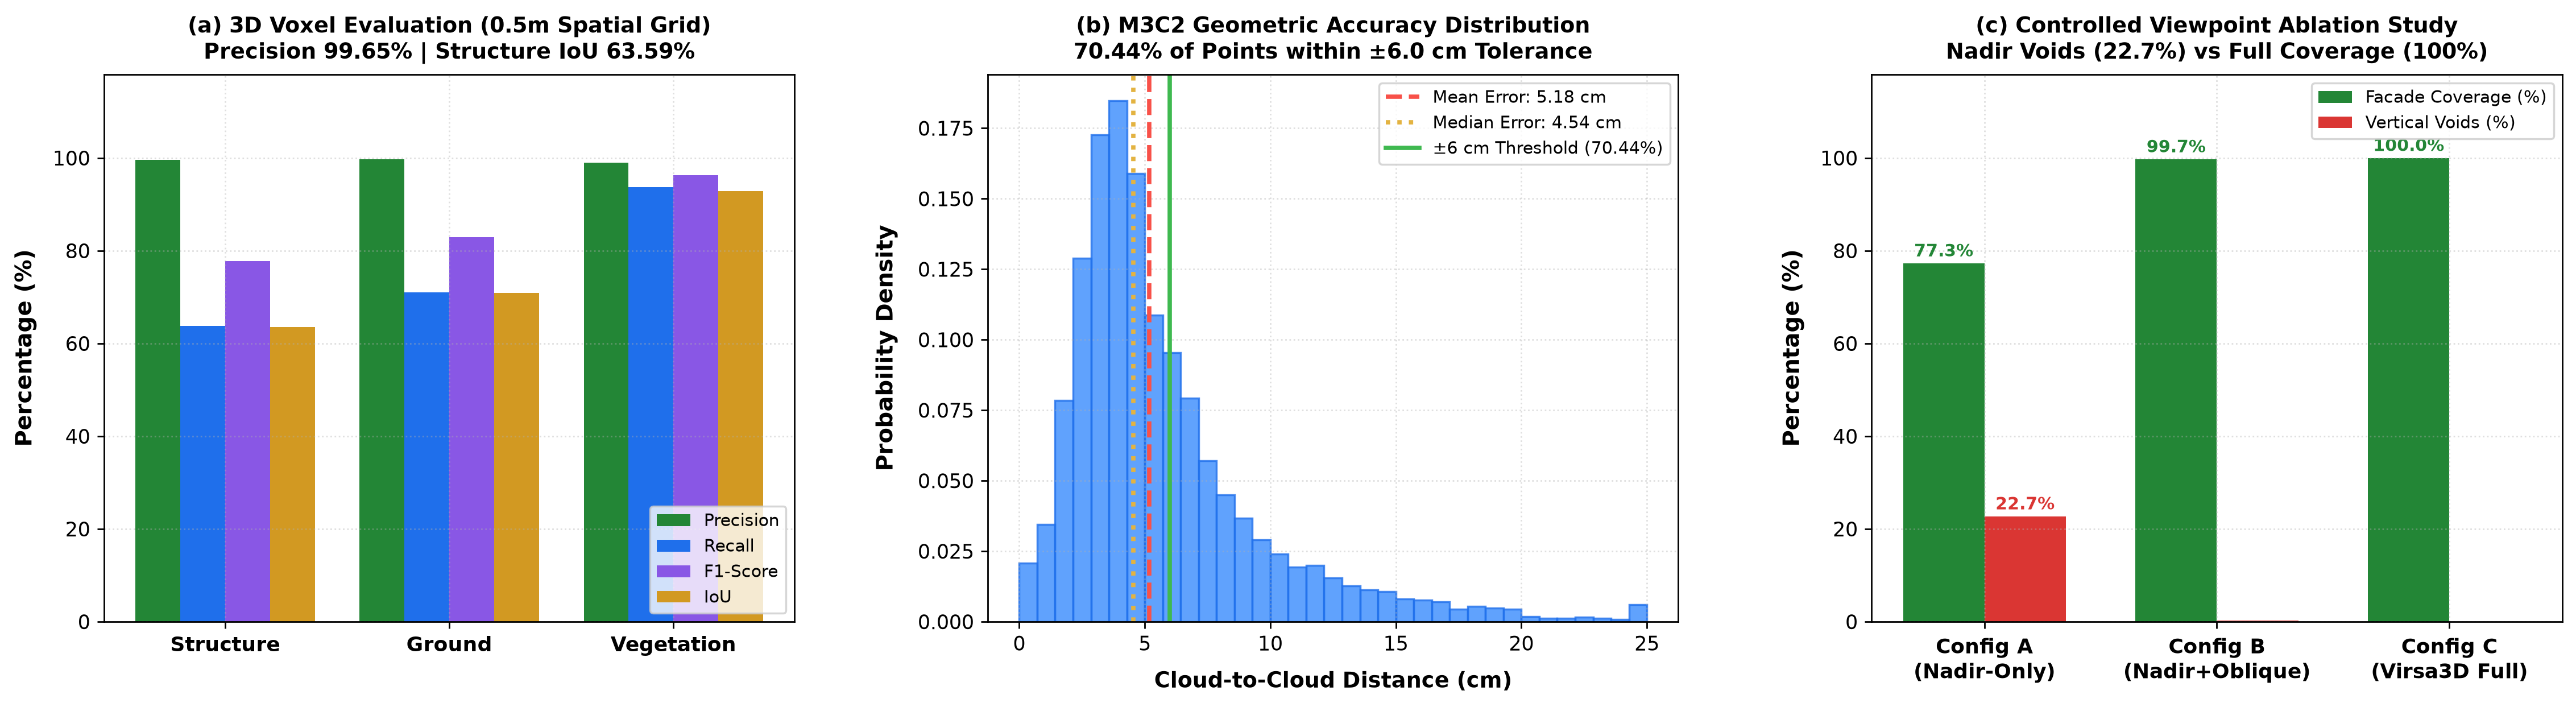 (a) 3D Voxel Evaluation (0.5m Spatial Grid)
Precision 99.65% | Structure IoU 63.59%
Percentage (%)
100
80
60
40
20
0
Structure
Ground
Vegetation
Precision
Recall
F1-Score
IoU
(b) M3C2 Geometric Accuracy Distribution
70.44% of Points within ±6.0 cm Tolerance
Probability Density
0.175
0.150
0.125
0.100
0.075
0.050
0.025
0.000
0
5
10
15
20
25
Cloud-to-Cloud Distance (cm)
Mean Error: 5.18 cm
Median Error: 4.54 cm
±6 cm Threshold (70.44%)
(c) Controlled Viewpoint Ablation Study
Nadir Voids (22.7%) vs Full Coverage (100%)
Percentage (%)
100
80
60
40
20
0
Facade Coverage (%)
Vertical Voids (%)
77.3%
22.7%
99.7%
100.0%
Config A
(Nadir-Only)
Config B
(Nadir+Oblique)
Config C
(Virsa3D Full)